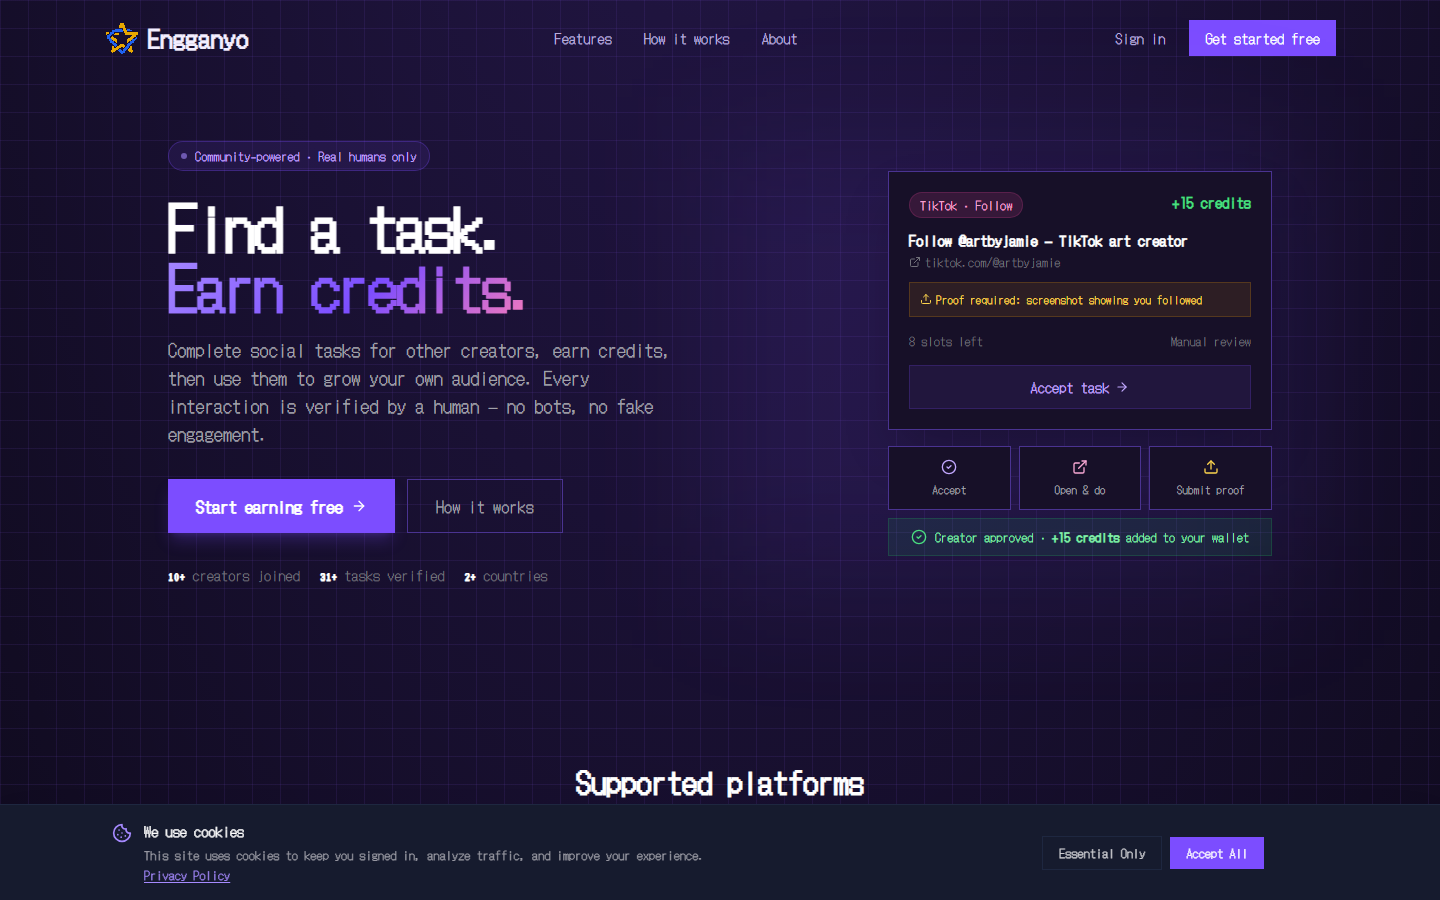 Engganyo
Features
How it works
About
Sign in
Get started free
Community-powered · Real humans only
Find a task.
Earn credits.
Complete social tasks for other creators, earn credits,
then use them to grow your own audience. Every
interaction is verified by a human — no bots, no fake
engagement.
Start earning free →
How it works
10+ creators joined
31+ tasks verified
2+ countries
TikTok · Follow
+15 credits
Follow @artbyjamie — TikTok art creator
tiktok.com/@artbyjamie
Proof required: screenshot showing you followed
8 slots left
Manual review
Accept task →
Accept
Open & do
Submit proof
Creator approved · +15 credits added to your wallet
Supported platforms
We use cookies
This site uses cookies to keep you signed in, analyze traffic, and improve your experience.
Privacy Policy
Essential Only
Accept All